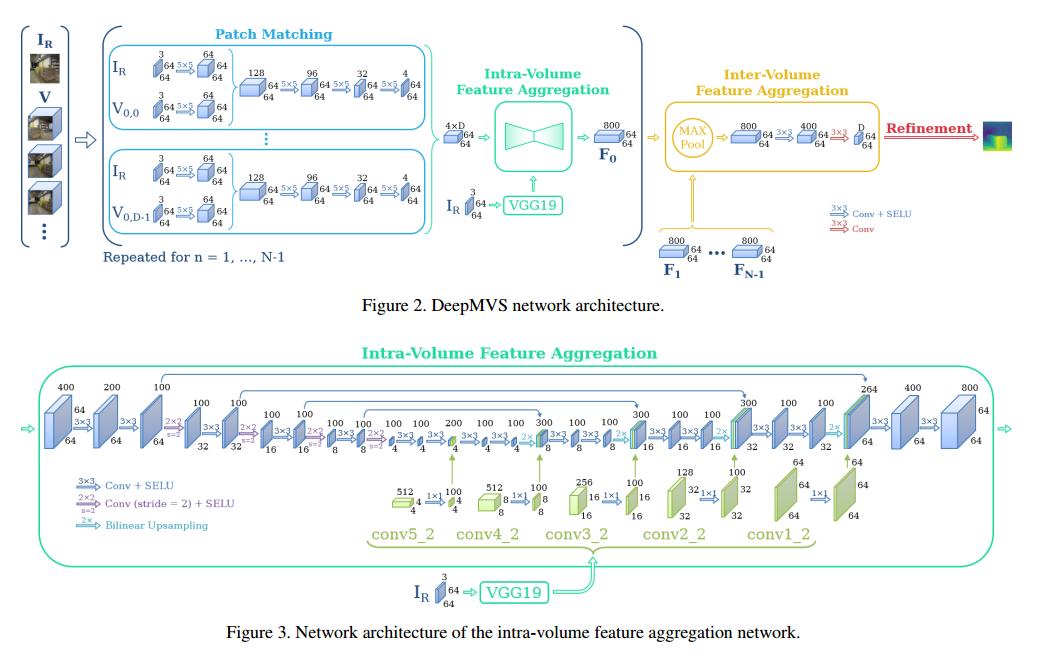 I_R
V
Patch Matching
I_R 3 64 64 5×5 64 64 64
V_0,0 3 64 64 5×5 64 64 64
128 64 64 5×5 96 64 64 5×5 32 64 64 5×5 4 64 64
I_R 3 64 64 5×5 64 64 64
V_0,D-1 3 64 64 5×5 64 64 64
128 64 64 5×5 96 64 64 5×5 32 64 64 5×5 4 64 64
Repeated for n = 1, ..., N-1
Intra-Volume
Feature Aggregation
4×D 64 64
800 64 64
F_0
I_R 3 64 64 VGG19
Inter-Volume
Feature Aggregation
MAX
Pool
800 64 64 3×3 400 64 64 3×3 D 64 64
Refinement
3×3 Conv + SELU
3×3 Conv
800 64 64 ... 800 64 64
F_1 F_N-1
Figure 2. DeepMVS network architecture.
Intra-Volume Feature Aggregation
400 64 64 3×3 200 64 3×3 100 64 2×2 s=2
100 32 3×3 100 32 2×2 s=2
100 16 3×3 100 16 2×2 s=2
100 8 3×3 100 8 2×2 s=2
100 4 3×3 100 4 3×3 200 4 3×3 100 4 3×3 100 4 2×
300 8 3×3 100 8 3×3 100 8 2×
300 16 3×3 100 16 3×3 100 16 2×
300 32 3×3 100 32 3×3 100 32 2×
264 64 3×3 400 64 3×3 800 64 64
3×3 Conv + SELU
2×2 s=2 Conv (stride = 2) + SELU
2× Bilinear Upsampling
512 4 4 1×1 100 4 4
512 8 8 1×1 100 8 8
256 16 16 1×1 100 16 16
128 32 32 1×1 100 32 32
64 64 64 1×1 64 64 64
conv5_2 conv4_2 conv3_2 conv2_2 conv1_2
I_R 3 64 64 VGG19
Figure 3. Network architecture of the intra-volume feature aggregation network.